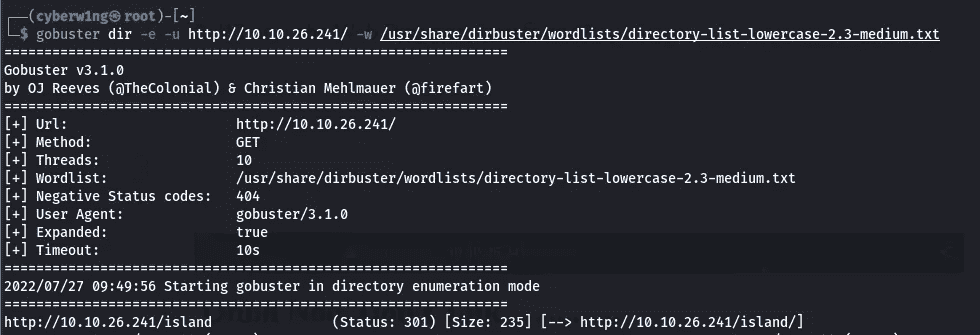 ┌──(cyberw1ng㉿root)-[~]
└─$ gobuster dir -e -u http://10.10.26.241/ -w /usr/share/dirbuster/wordlists/directory-list-lowercase-2.3-medium.txt
===============================================================
Gobuster v3.1.0
by OJ Reeves (@TheColonial) & Christian Mehlmauer (@firefart)
===============================================================
[+] Url:                     http://10.10.26.241/
[+] Method:                  GET
[+] Threads:                 10
[+] Wordlist:                /usr/share/dirbuster/wordlists/directory-list-lowercase-2.3-medium.txt
[+] Negative Status codes:   404
[+] User Agent:              gobuster/3.1.0
[+] Expanded:                true
[+] Timeout:                 10s
===============================================================
2022/07/27 09:49:56 Starting gobuster in directory enumeration mode
===============================================================
http://10.10.26.241/island               (Status: 301) [Size: 235] [--> http://10.10.26.241/island/]